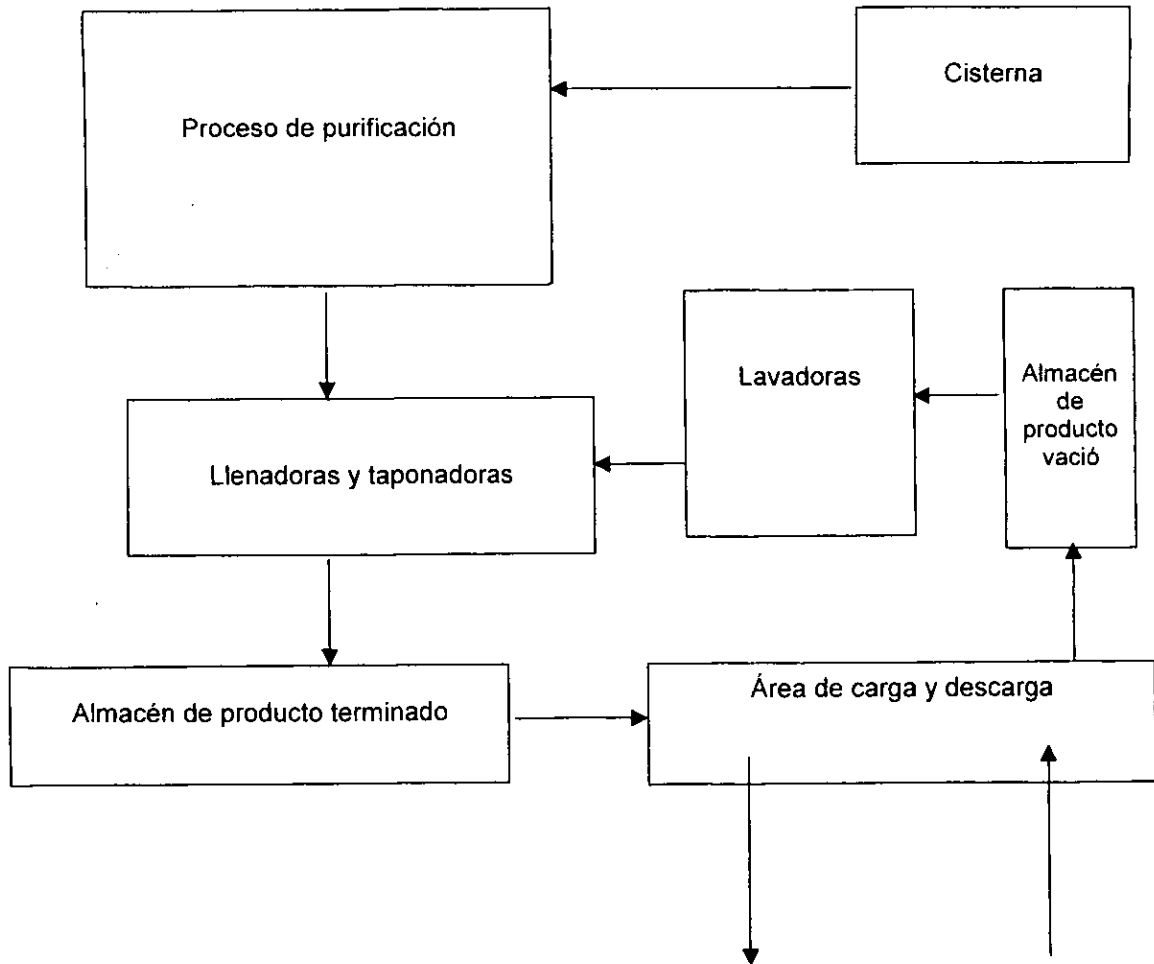 Cisterna
Proceso de purificación
Lavadoras
Almacén
de
producto
vació
Llenadoras y taponadoras
Almacén de producto terminado
Área de carga y descarga